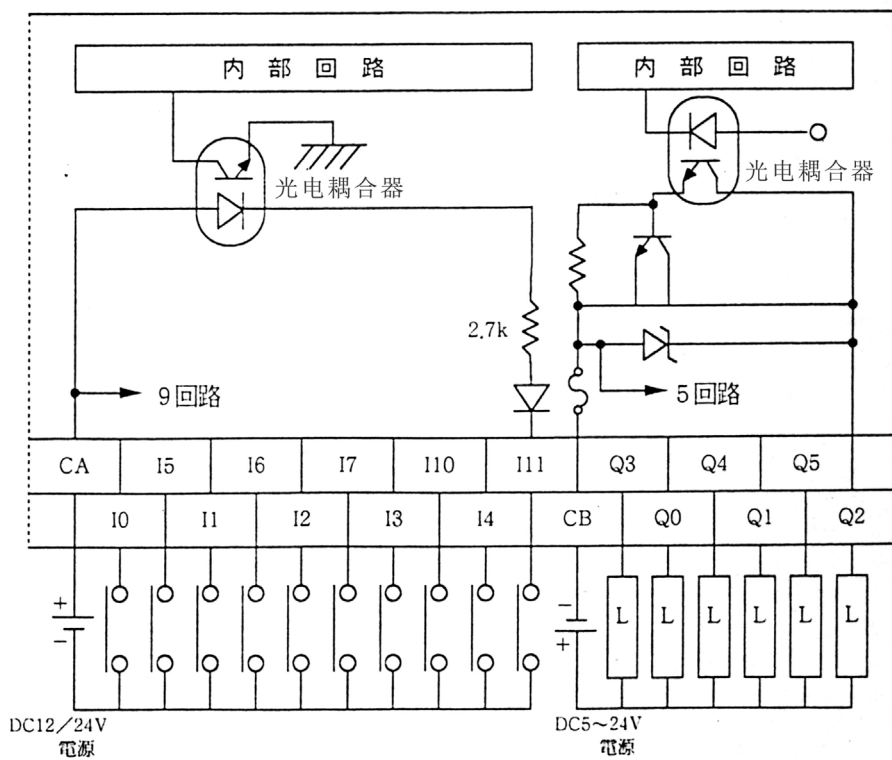 内部回路
内部回路
光电耦合器
光电耦合器
2.7k
9回路
5回路
CA I5 I6 I7 I10 I11 Q3 Q4 Q5
I0 I1 I2 I3 I4 CB Q0 Q1 Q2
+
−
−
+
L L L L L L
DC12/24V
電源
DC5~24V
電源